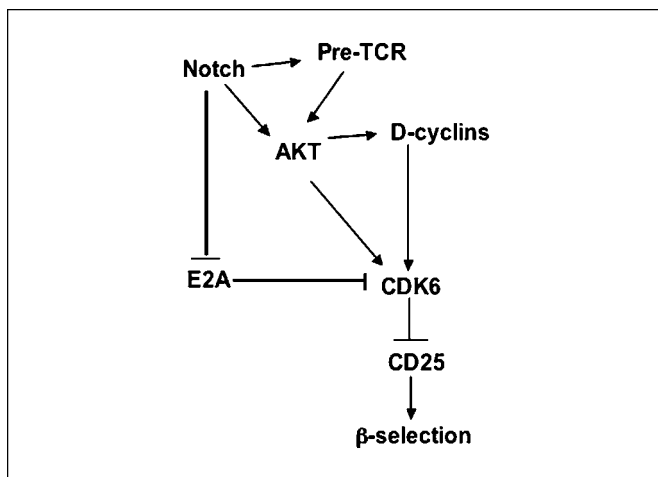 Pre-TCR
Notch
D-cyclins
AKT
E2A
CDK6
CD25
β-selection